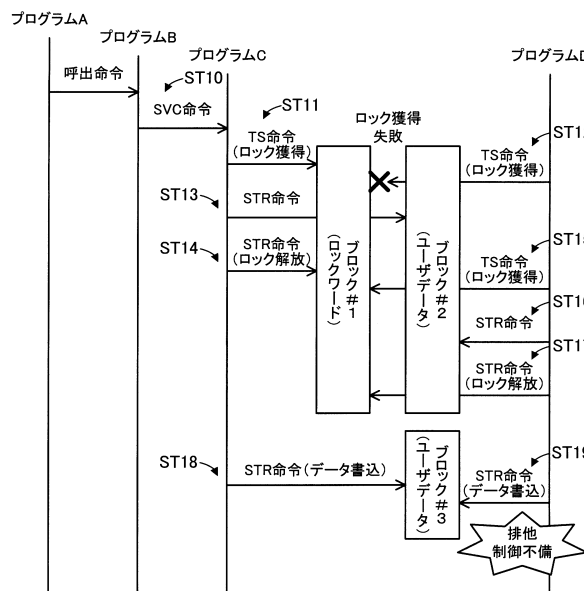 プログラムA
プログラムB
プログラムC
プログラムD
呼出命令
ST10
SVC命令
ST11
TS命令
(ロック獲得)
ロック獲得
失敗
TS命令
(ロック獲得)
ST13
STR命令
ST14
STR命令
(ロック解放)
ブロック#1
(ロックワード)
ブロック#2
(ユーザデータ)
TS命令
(ロック獲得)
STR命令
STR命令
(ロック解放)
ST17
ST18
STR命令(データ書込)
ブロック#3
(ユーザデータ)
ST19
STR命令
(データ書込)
排他
制御不備